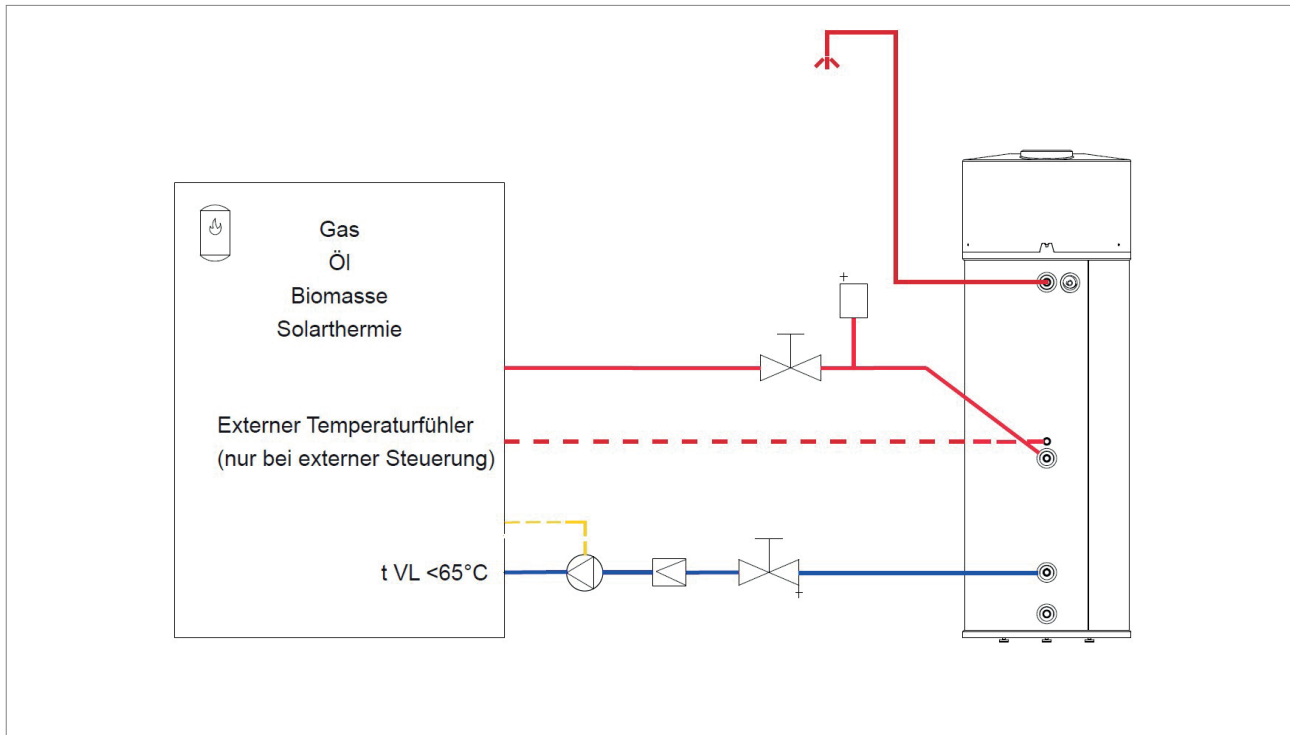 Gas
Öl
Biomasse
Solarthermie
Externer Temperaturfühler
(nur bei externer Steuerung)
t VL <65°C